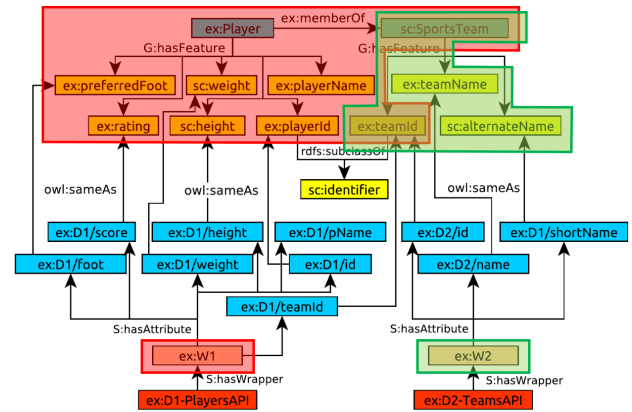 ex:Player ex:memberOf sc:SportsTeam
G:hasFeature G:hasFeature
ex:preferredFoot sc:weight ex:playerName ex:teamName
ex:rating sc:height ex:playerId ex:teamId sc:alternateName
rdfs:subclassOf
owl:sameAs owl:sameAs sc:identifier owl:sameAs
ex:D1/score ex:D1/height ex:D1/pName ex:D2/id ex:D1/shortName
ex:D1/foot ex:D1/weight ex:D1/id ex:D2/name
ex:D1/teamId
S:hasAttribute S:hasAttribute
ex:W1 ex:W2
S:hasWrapper S:hasWrapper
ex:D1-PlayersAPI ex:D2-TeamsAPI